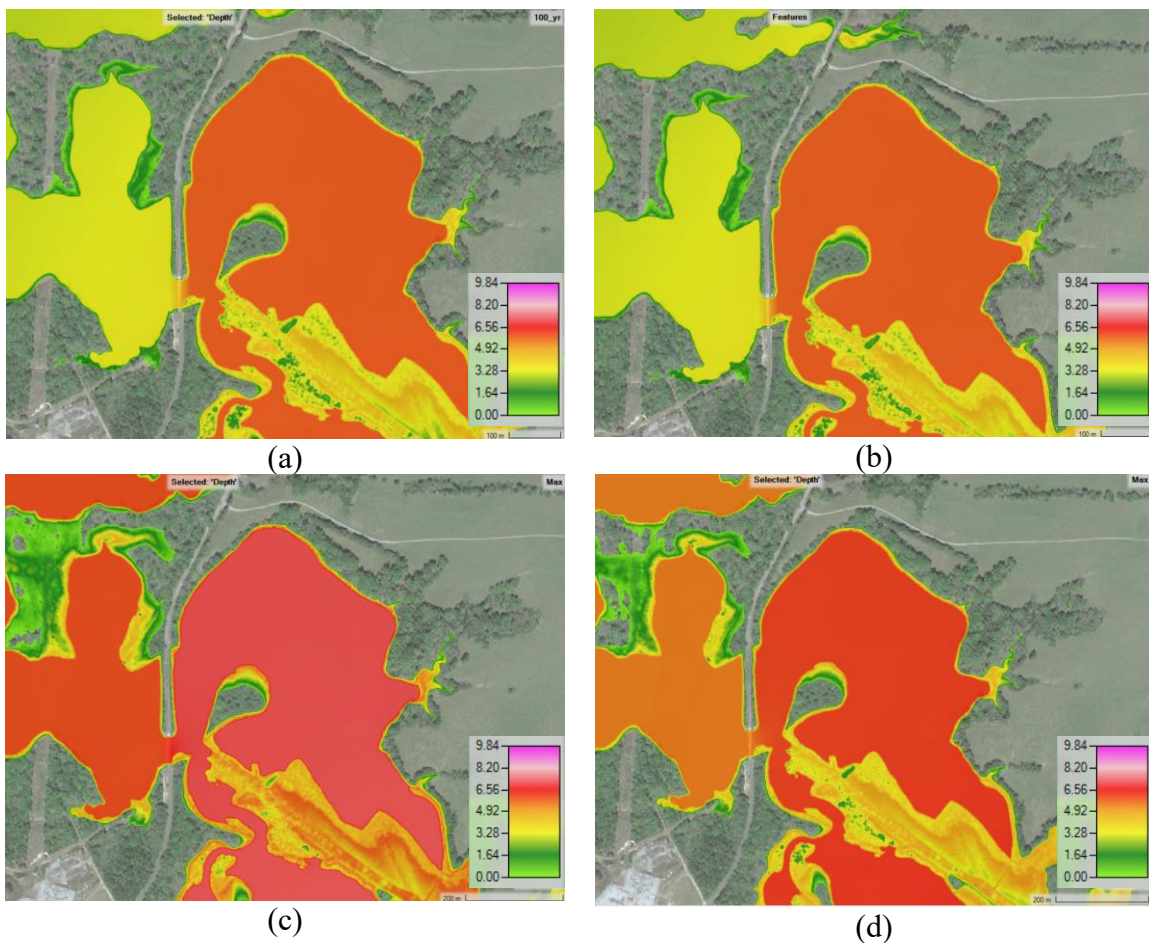 Selected: 'Depth'
100_yr
9.84
8.20
6.56
4.92
3.28
1.64
0.00
100 m
(a)
Features
9.84
8.20
6.56
4.92
3.28
1.64
0.00
100 m
(b)
Selected: 'Depth'
Max
9.84
8.20
6.56
4.92
3.28
1.64
0.00
200 m
(c)
Selected: 'Depth'
Max
9.84
8.20
6.56
4.92
3.28
1.64
0.00
200 m
(d)